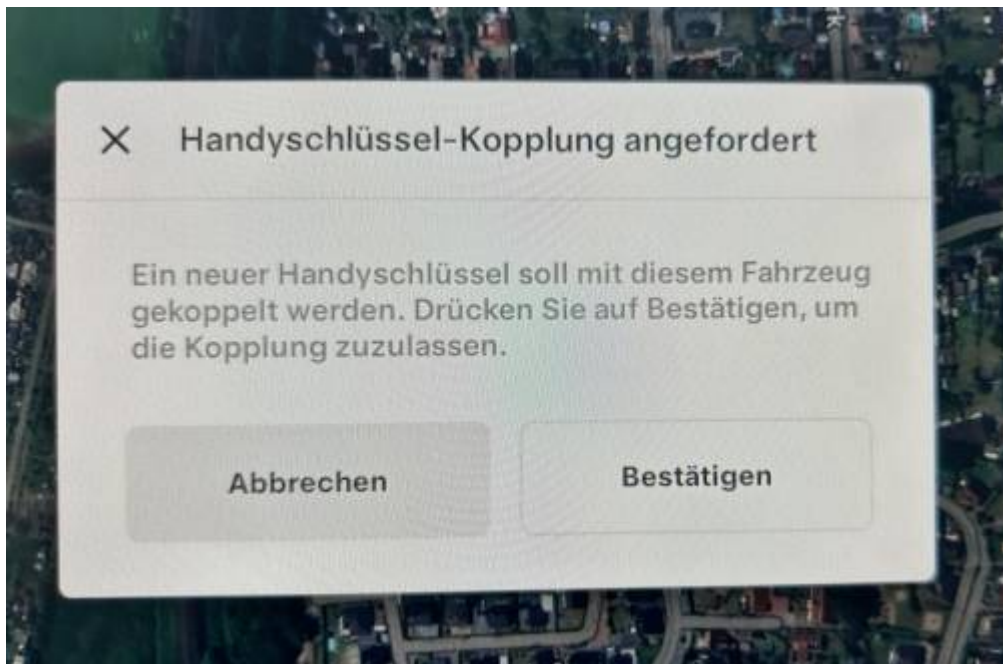 Handyschlüssel-Kopplung angefordert
Ein neuer Handyschlüssel soll mit diesem Fahrzeug
gekoppelt werden. Drücken Sie auf Bestätigen, um
die Kopplung zuzulassen.
Abbrechen
Bestätigen